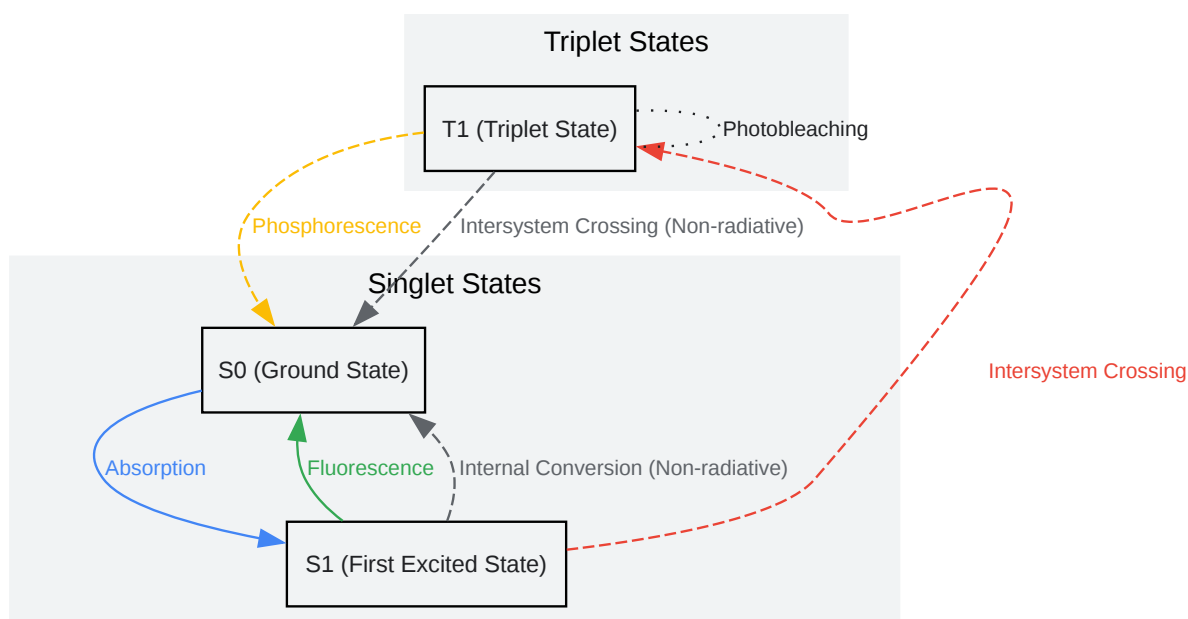 Triplet States
T1 (Triplet State)
Photobleaching
Phosphorescence
Intersystem Crossing (Non-radiative)
Singlet States
S0 (Ground State)
Intersystem Crossing
Absorption
Fluorescence
Internal Conversion (Non-radiative)
S1 (First Excited State)